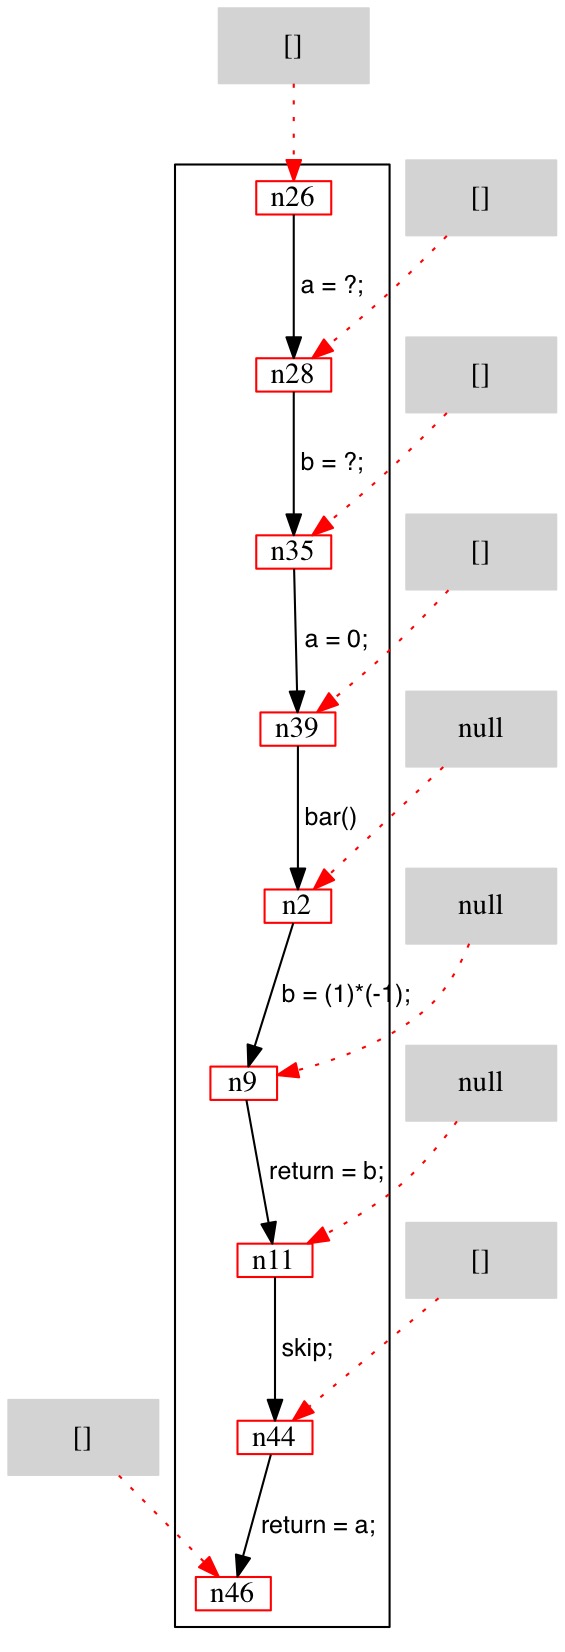 []
n26
[]
a = ?;
n28
[]
b = ?;
n35
[]
a = 0;
n39
null
bar()
n2
null
b = (1)*(-1);
n9
null
return = b;
n11
[]
skip;
n44
[]
return = a;
n46